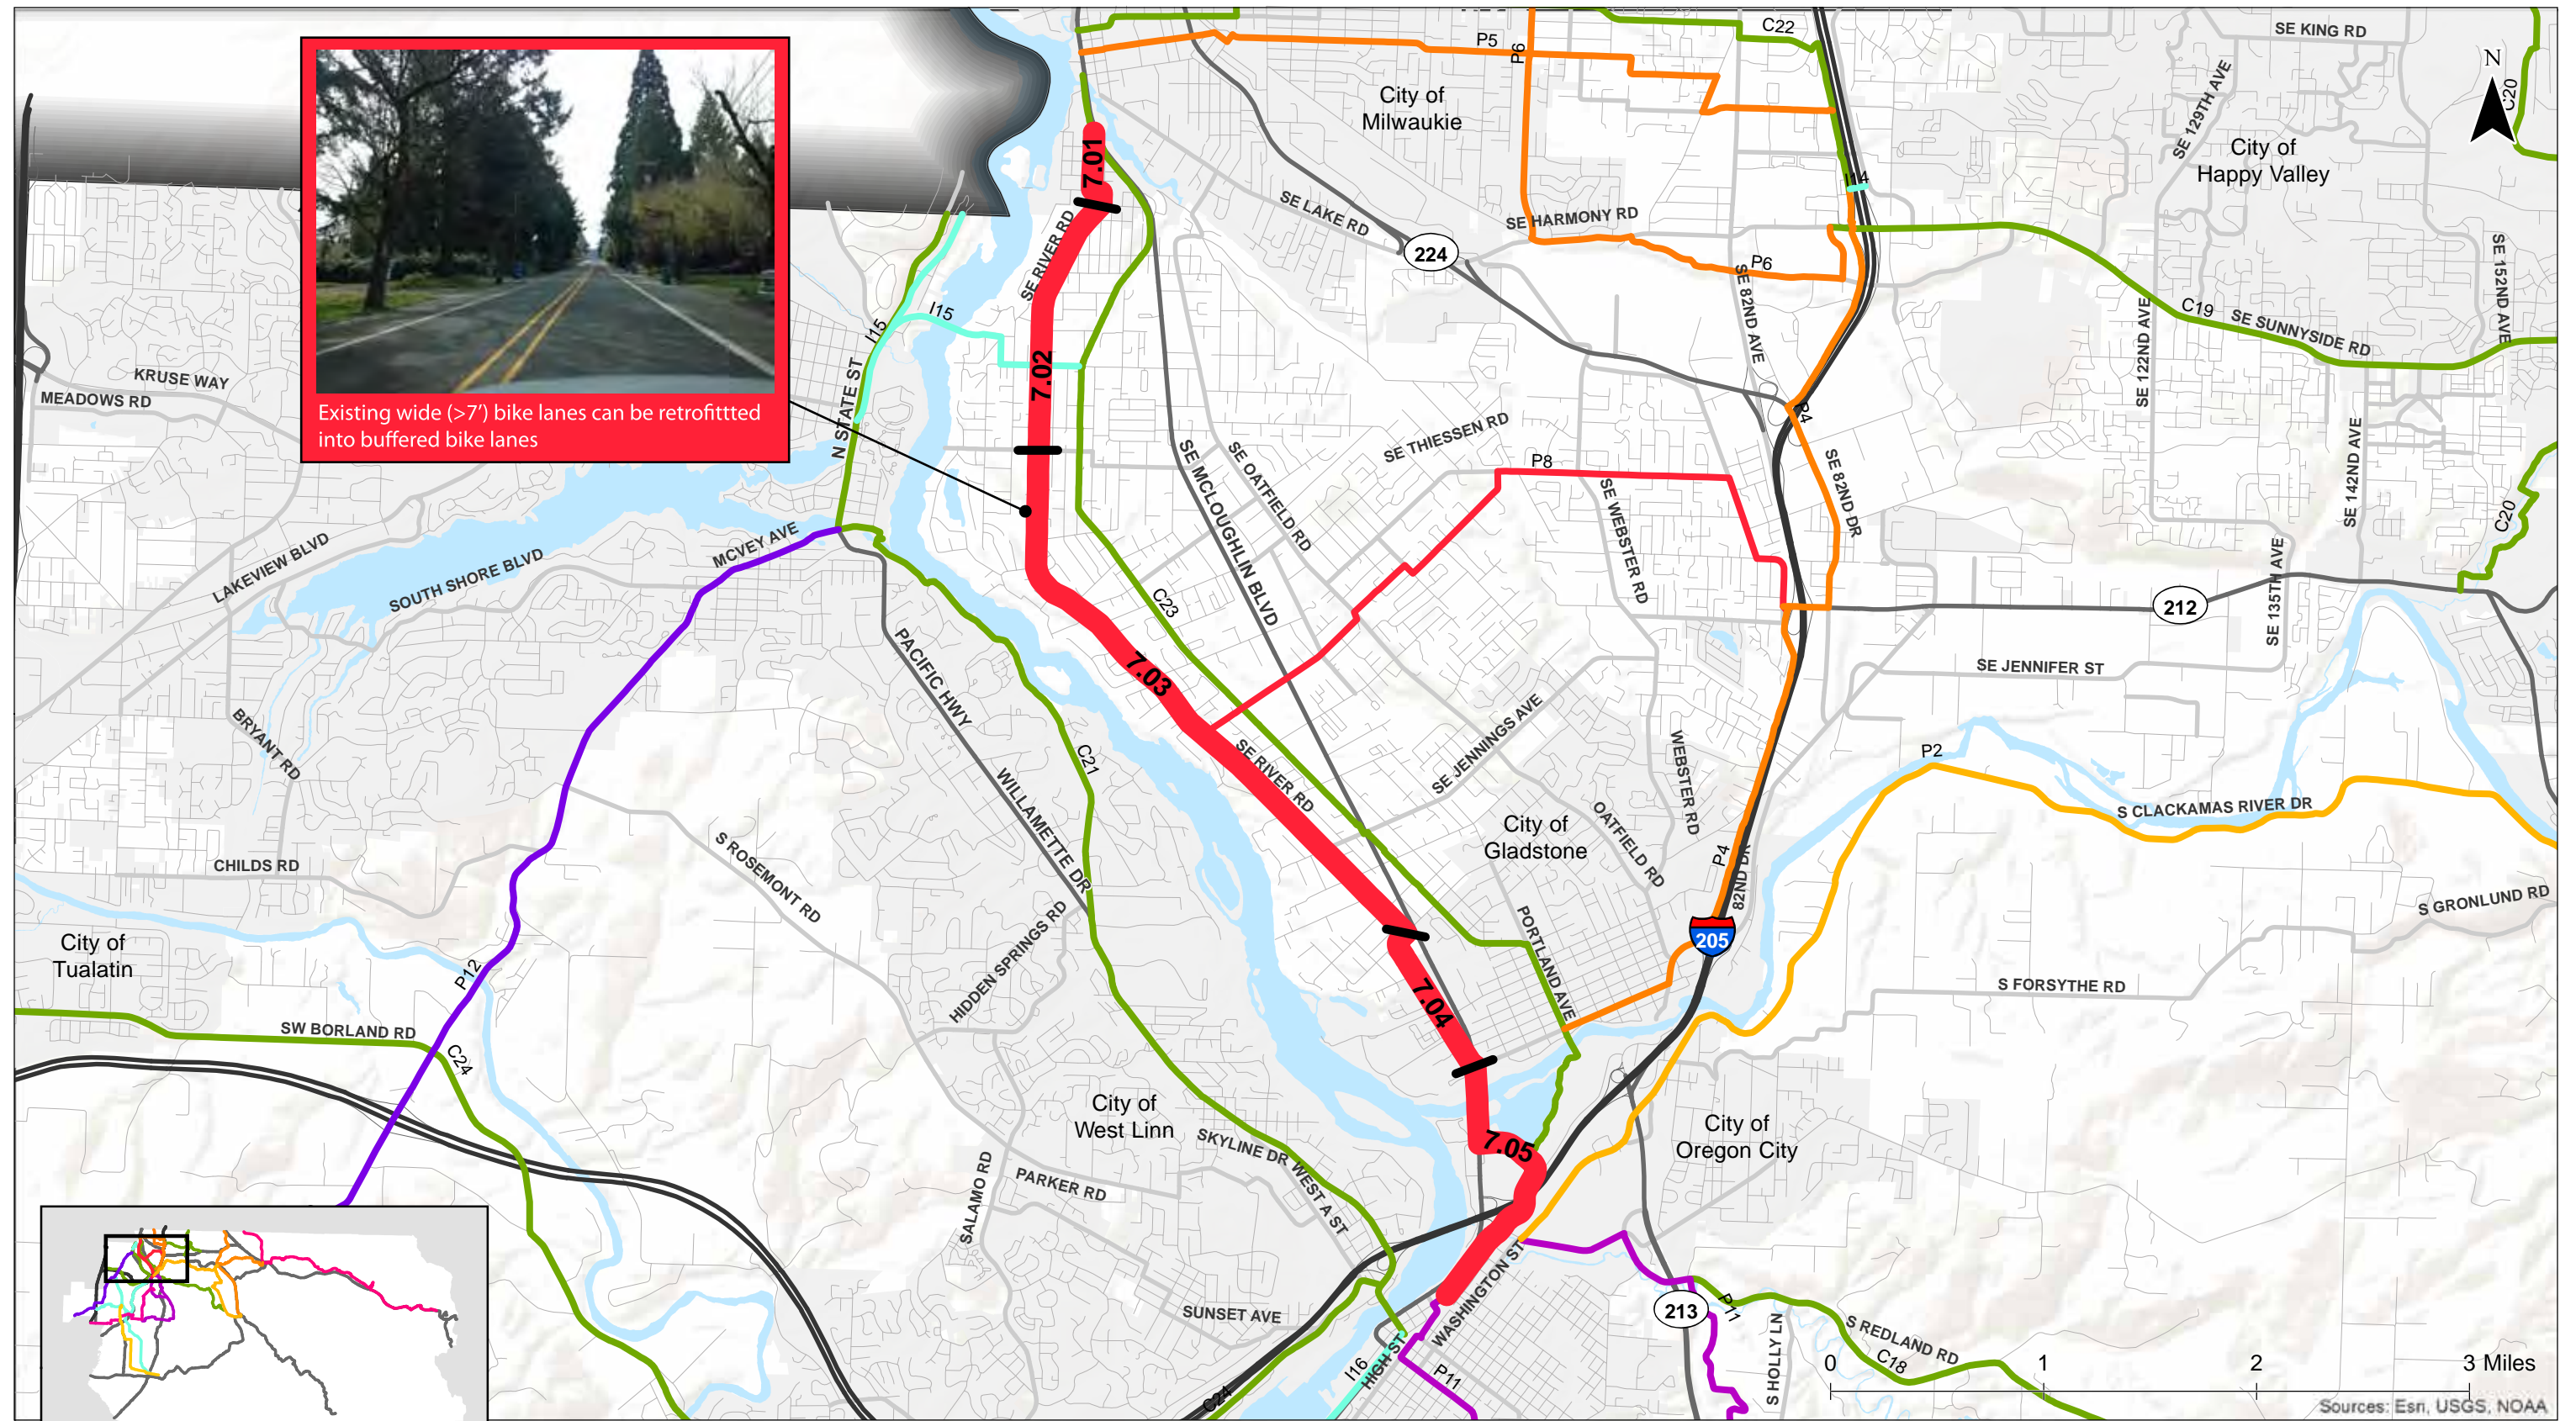 P5
P6
C22
SE KING RD
N
C20
City of
Milwaukie
SE 129TH AVE
City of
Happy Valley
7.01
I14
SE LAKE RD
SE HARMONY RD
224
SE RIVER RD
P6
SE 82ND AVE
SE 152ND AVE
I15
I15
C19
SE SUNNYSIDE RD
SE 122ND AVE
KRUSE WAY
MEADOWS RD
7.02
N STATE ST
Existing wide (>7') bike lanes can be retrofittted
into buffered bike lanes
P4
SE THIESSEN RD
SE OATFIELD RD
SE MCLOUGHLIN BLVD
P8
SE 82ND DR
SE 142ND AVE
SE WEBSTER RD
C20
MCVEY AVE
LAKEVIEW BLVD
SOUTH SHORE BLVD
C23
212
SE 135TH AVE
PACIFIC HWY
7.03
SE JENNIFER ST
BRYANT RD
C21
SE RIVER RD
SE JENNINGS AVE
WEBSTER RD
P2
S CLACKAMAS RIVER DR
WILLAMETTE DR
City of
Gladstone
OATFIELD RD
P4
82ND DR
CHILDS RD
S ROSEMONT RD
S GRONLUND RD
City of
Tualatin
P12
HIDDEN SPRINGS RD
PORTLAND AVE
205
S FORSYTHE RD
7.04
SW BORLAND RD
C24
City of
West Linn
City of
Oregon City
SKYLINE DR
WEST A ST
7.05
PARKER RD
SALAMO RD
WASHINGTON ST
SUNSET AVE
213
P11
S HOLLY LN
S REDLAND RD
C18
I16
HIGH ST
P11
C24
0 1 2 3 Miles
Sources: Esri, USGS, NOAA